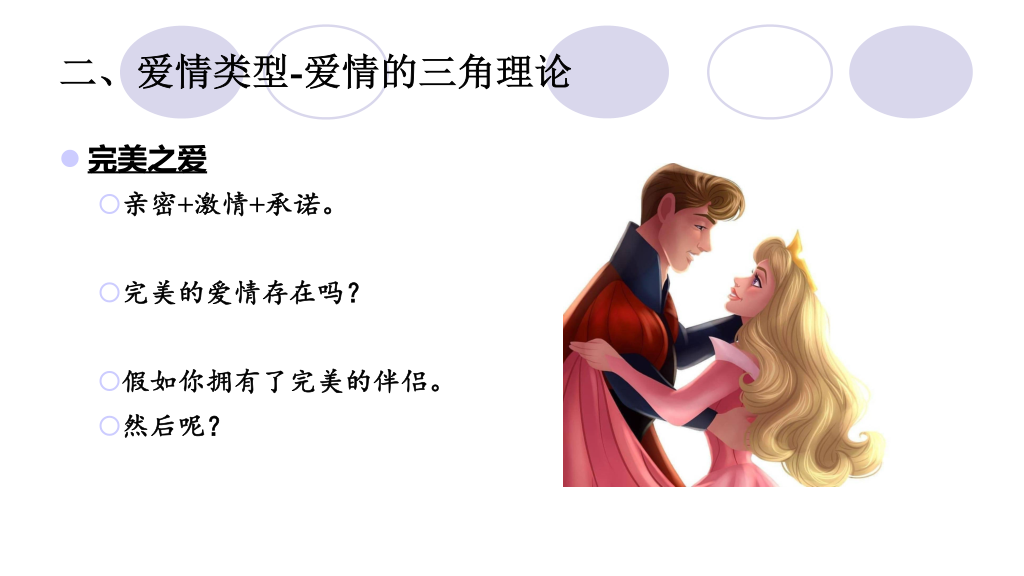 二、爱情类型-爱情的三角理论
完美之爱
亲密+激情+承诺。
完美的爱情存在吗？
假如你拥有了完美的伴侣。
然后呢？